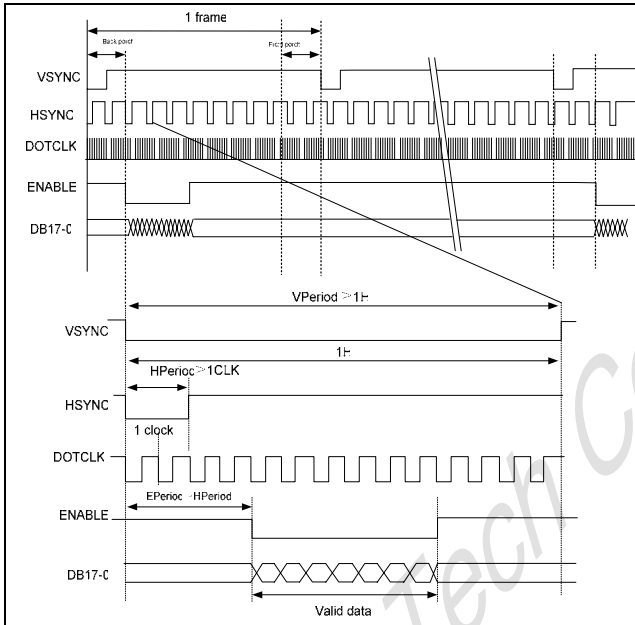 1 frame
Back porch
Front porch
VSYNC
HSYNC
DOTCLK
ENABLE
DB17-0
VPeriod >1H
VSYNC
1H
HPeriod>1CLK
HSYNC
1 clock
DOTCLK
EPeriod HPeriod
ENABLE
DB17-0
Valid data
Tech